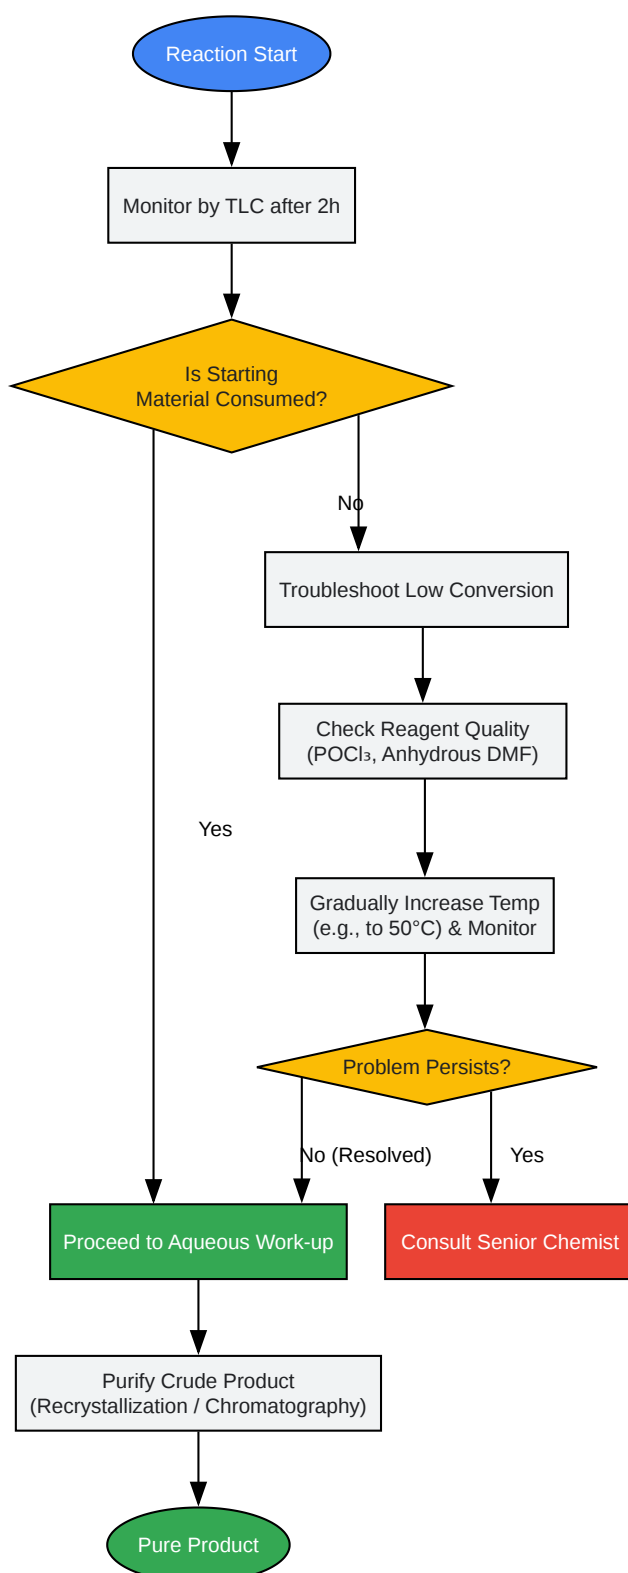 Reaction Start
Monitor by TLC after 2h
Is Starting
Material Consumed?
No
Troubleshoot Low Conversion
Check Reagent Quality
(POCl₃, Anhydrous DMF)
Yes
Gradually Increase Temp
(e.g., to 50°C) & Monitor
Problem Persists?
No (Resolved)
Yes
Proceed to Aqueous Work-up
Consult Senior Chemist
Purify Crude Product
(Recrystallization / Chromatography)
Pure Product